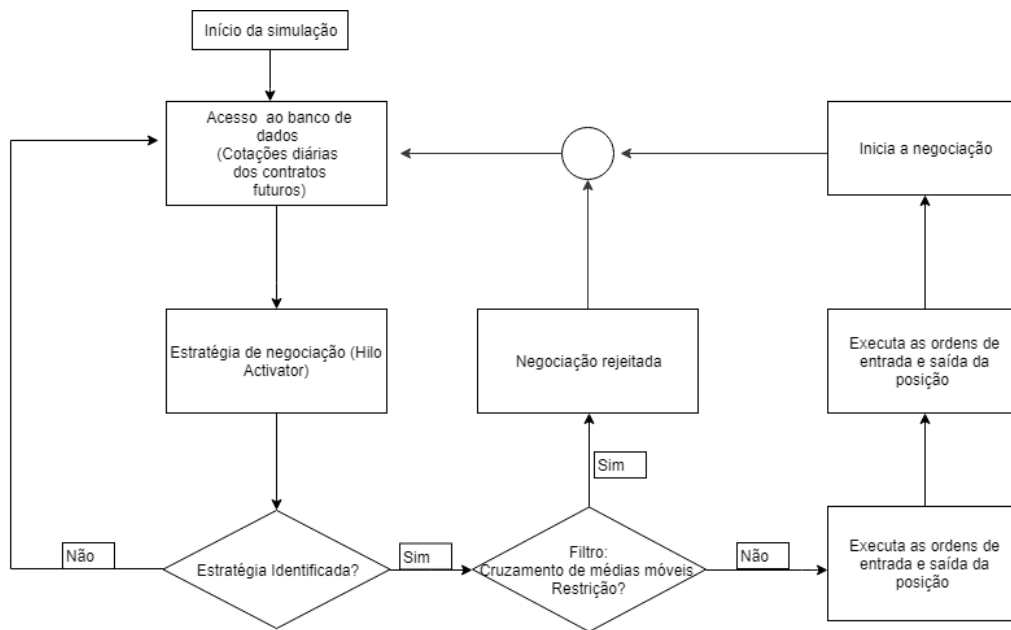 Início da simulação
Acesso ao banco de
dados
(Cotações diárias
dos contratos
futuros)
Inicia a negociação
Estratégia de negociação (Hilo
Activator)
Negociação rejeitada
Executa as ordens de
entrada e saída da
posição
Sim
Não
Estratégia Identificada?
Sim
Filtro:
Cruzamento de médias móveis
Restrição?
Não
Executa as ordens de
entrada e saída da
posição